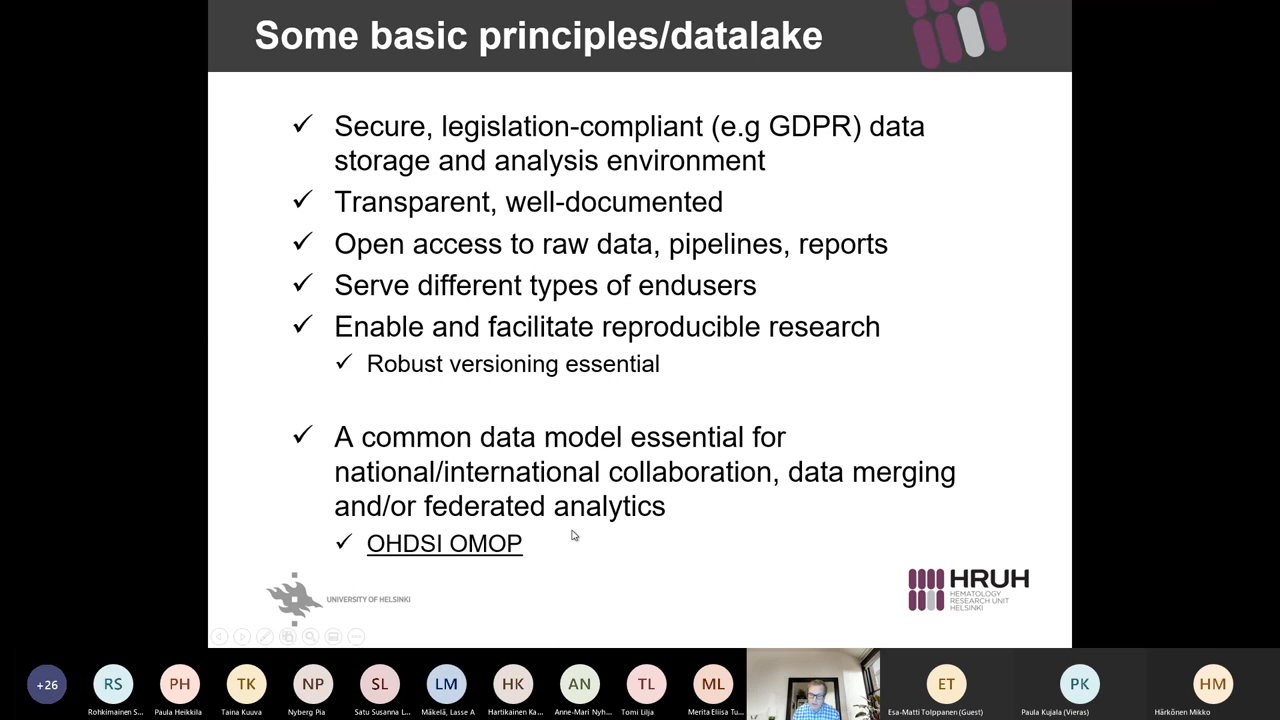 Some basic principles/datalake
Secure, legislation-compliant (e.g GDPR) data
storage and analysis environment
Transparent, well-documented
Open access to raw data, pipelines, reports
Serve different types of endusers
Enable and facilitate reproducible research
Robust versioning essential
A common data model essential for
national/international collaboration, data merging
and/or federated analytics
OHDSI OMOP
UNIVERSITY OF HELSINKI
HRUH
HEMATOLOGY
RESEARCH UNIT
HELSINKI
+26
RS
PH
TK
NP
SL
LM
HK
AN
TL
ML
ET
PK
HM
Rohkimainen S...
Paula Heikkila
Taina Kuuva
Nyberg Pia
Satu Susanna L...
Mäkelä, Lasse A
Hartikainen Ka...
Anne-Mari Nyh...
Tomi Lilja
Merita Eliisa Tu...
Esa-Matti Tolppanen (Guest)
Paula Kujala (Vieras)
Härkönen Mikko